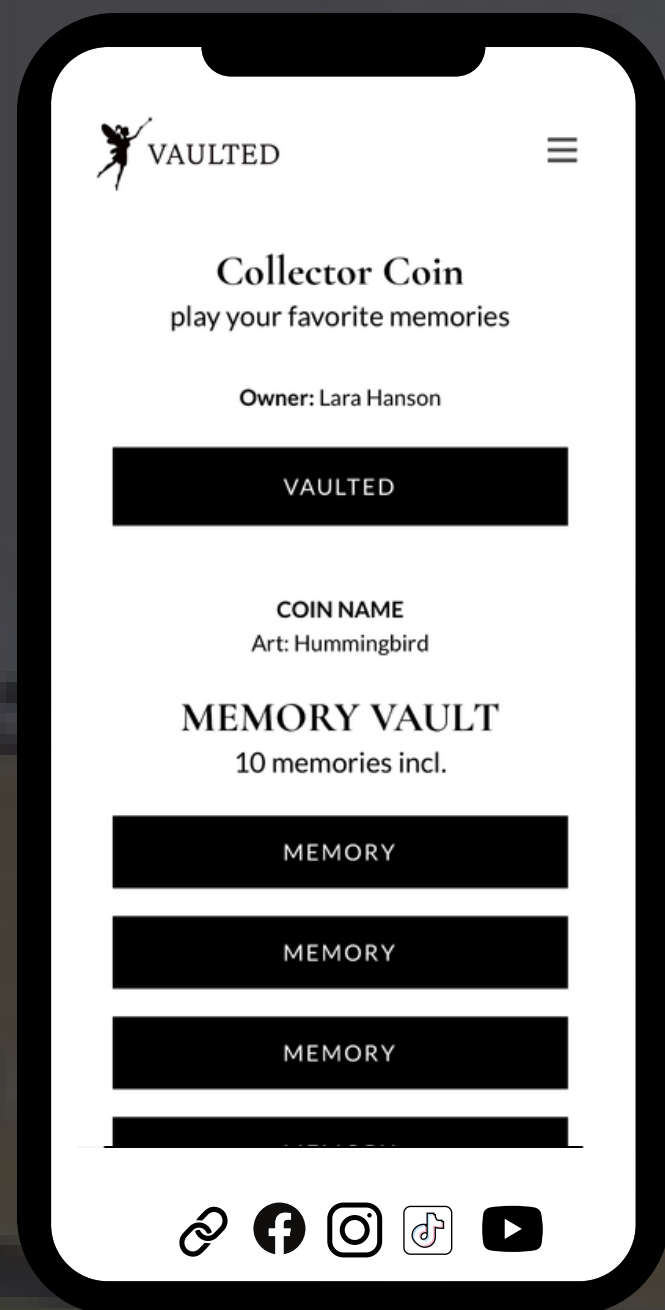 VAULTED
Collector Coin
play your favorite memories
Owner: Lara Hanson
VAULTED
COIN NAME
Art: Hummingbird
MEMORY VAULT
10 memories incl.
MEMORY
MEMORY
MEMORY